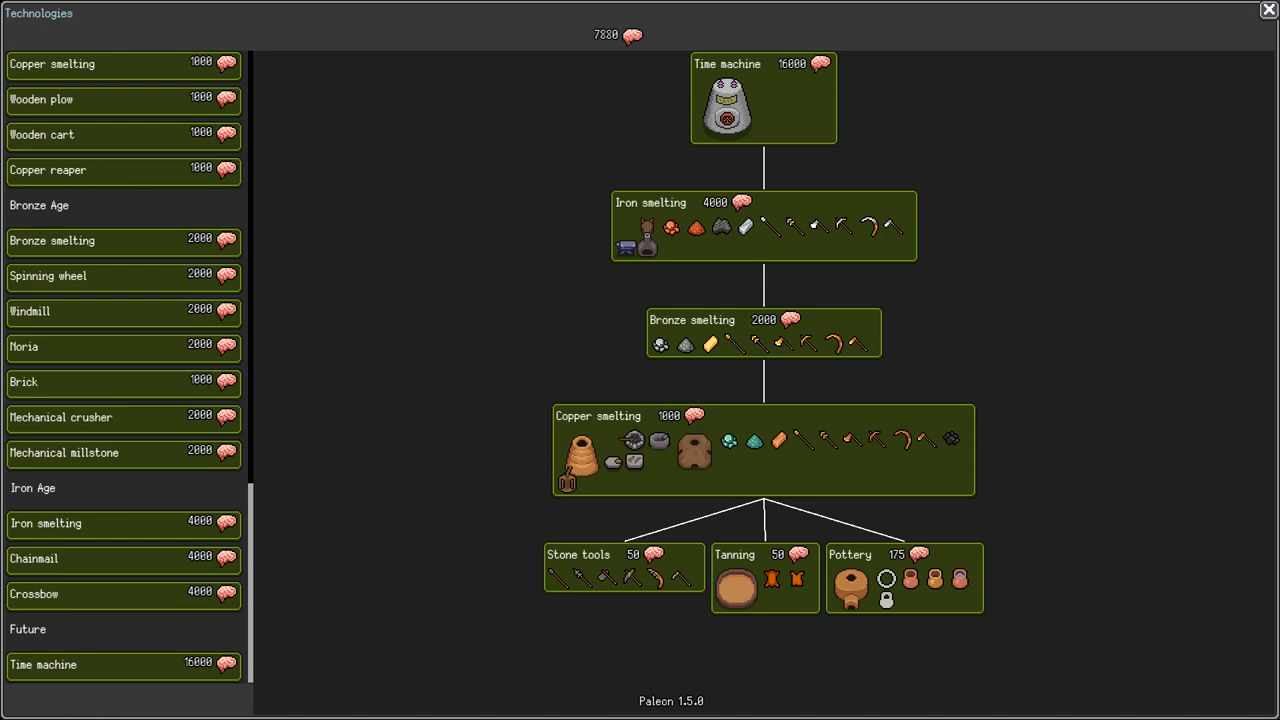 Technologies
7880
Copper smelting 1000
Wooden plow 1000
Wooden cart 1000
Copper reaper 1000
Bronze Age
Bronze smelting 2000
Spinning wheel 2000
Windmill 2000
Noria 2000
Brick 1000
Mechanical crusher 2000
Mechanical millstone 2000
Iron Age
Iron smelting 4000
Chainmail 4000
Crossbow 4000
Future
Time machine 16000
Time machine 16000
Iron smelting 4000
Bronze smelting 2000
Copper smelting 1000
Stone tools 50
Tanning 50
Pottery 175
Paleon 1.5.0